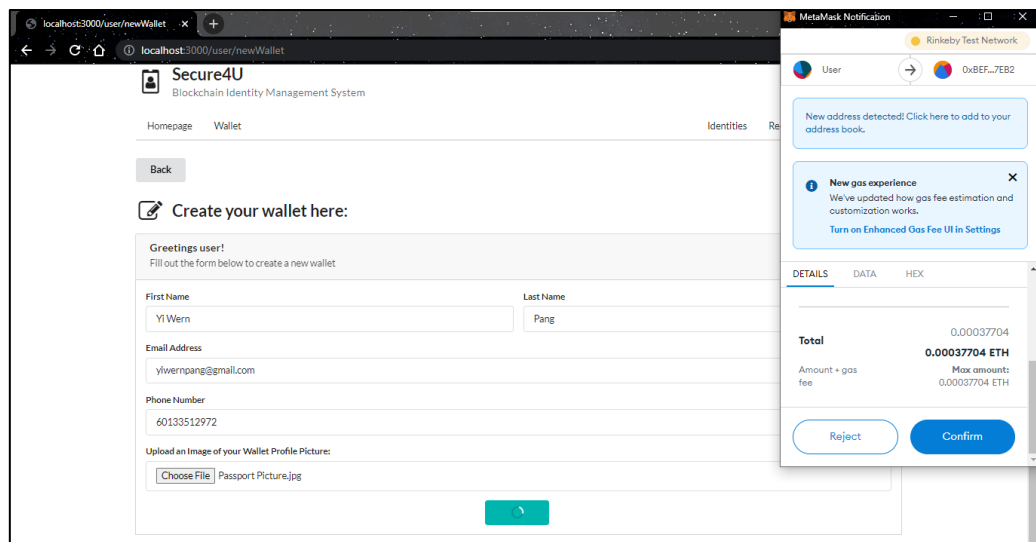 localhost:3000/user/newWallet
localhost:3000/user/newWallet
Secure4U
Blockchain Identity Management System
Homepage Wallet Identities Re
Back
Create your wallet here:
Greetings user!
Fill out the form below to create a new wallet
First Name Last Name
Yi Wern Pang
Email Address
yiwernpang@gmail.com
Phone Number
60133512972
Upload an Image of your Wallet Profile Picture:
Choose File Passport Picture.jpg
MetaMask Notification
Rinkeby Test Network
User 0xBEF...7EB2
New address detected! Click here to add to your
address book.
New gas experience
We've updated how gas fee estimation and
customization works.
Turn on Enhanced Gas Fee UI in Settings
DETAILS DATA HEX
0.00037704
Total 0.00037704 ETH
Amount + gas Max amount:
fee 0.00037704 ETH
Reject Confirm